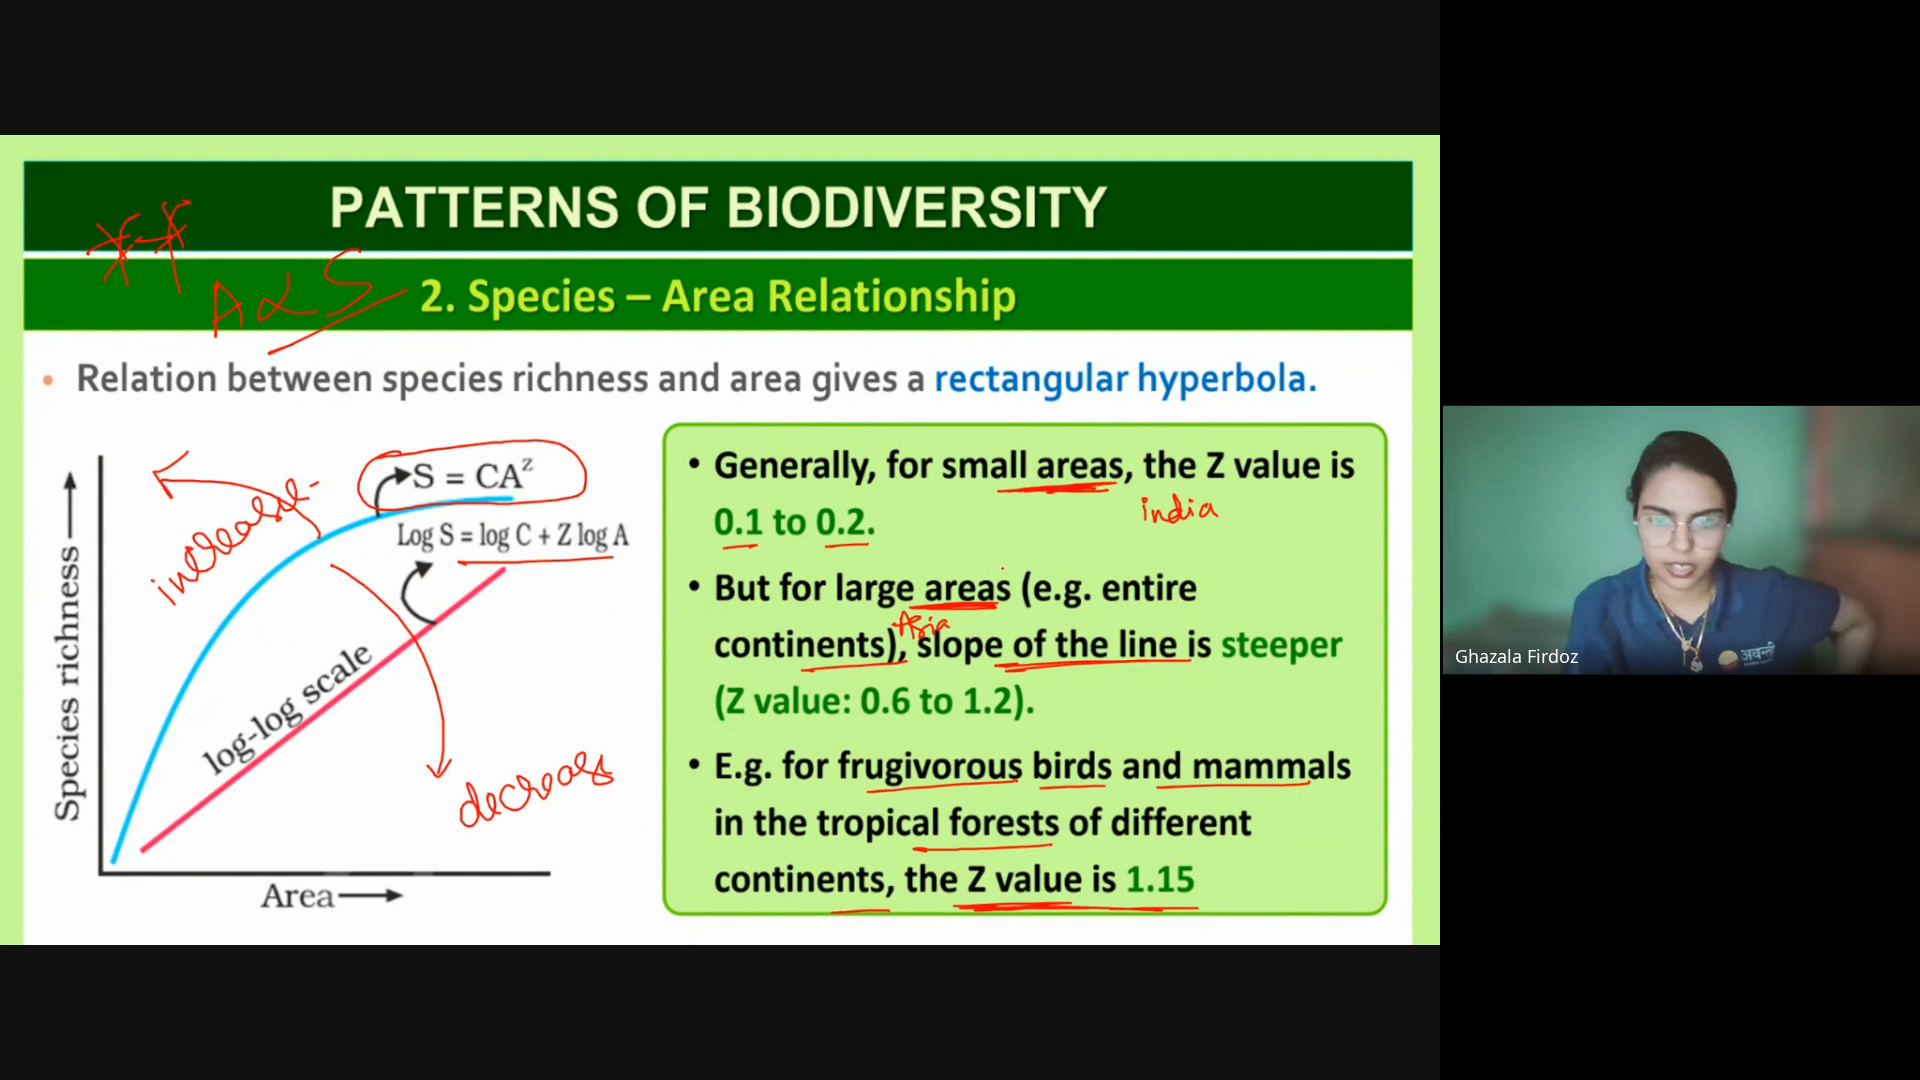 PATTERNS OF BIODIVERSITY
A α S
2. Species – Area Relationship
• Relation between species richness and area gives a rectangular hyperbola.
Species richness
increase
S = CA^z
Log S = log C + Z log A
log-log scale
decreas
Area
• Generally, for small areas, the Z value is
india
0.1 to 0.2.
• But for large areas (e.g. entire
Asia
continents), slope of the line is steeper
(Z value: 0.6 to 1.2).
• E.g. for frugivorous birds and mammals
in the tropical forests of different
continents, the Z value is 1.15
अवन्ती
Ghazala Firdoz